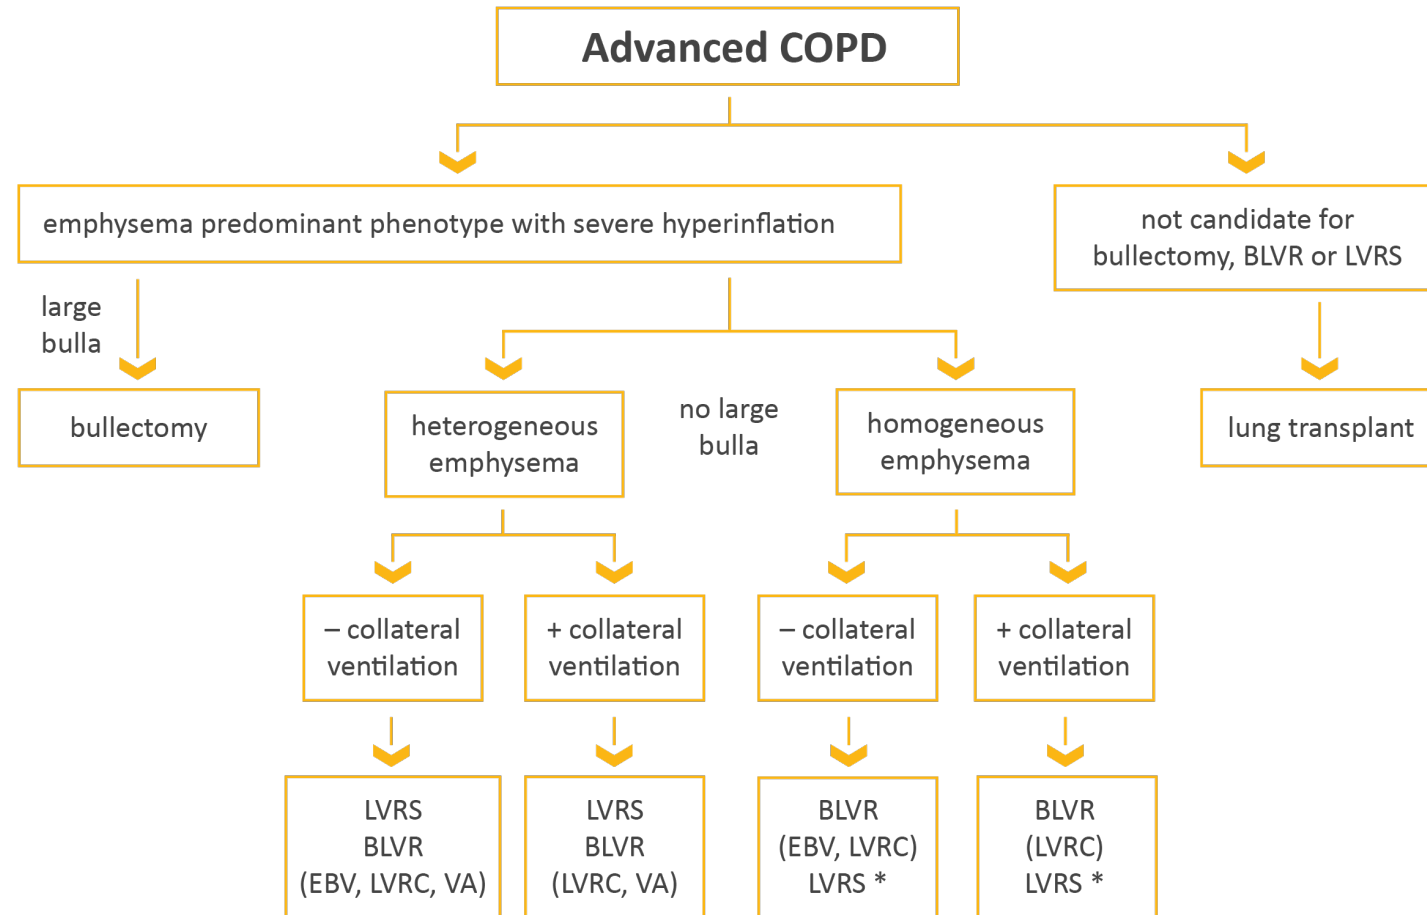 Advanced COPD
emphysema predominant phenotype with severe hyperinflation
not candidate for
bullectomy, BLVR or LVRS
large
bulla
bullectomy
heterogeneous
emphysema
no large
bulla
homogeneous
emphysema
lung transplant
– collateral
ventilation
+ collateral
ventilation
– collateral
ventilation
+ collateral
ventilation
LVRS
BLVR
(EBV, LVRC, VA)
LVRS
BLVR
(LVRC, VA)
BLVR
(EBV, LVRC)
LVRS *
BLVR
(LVRC)
LVRS *